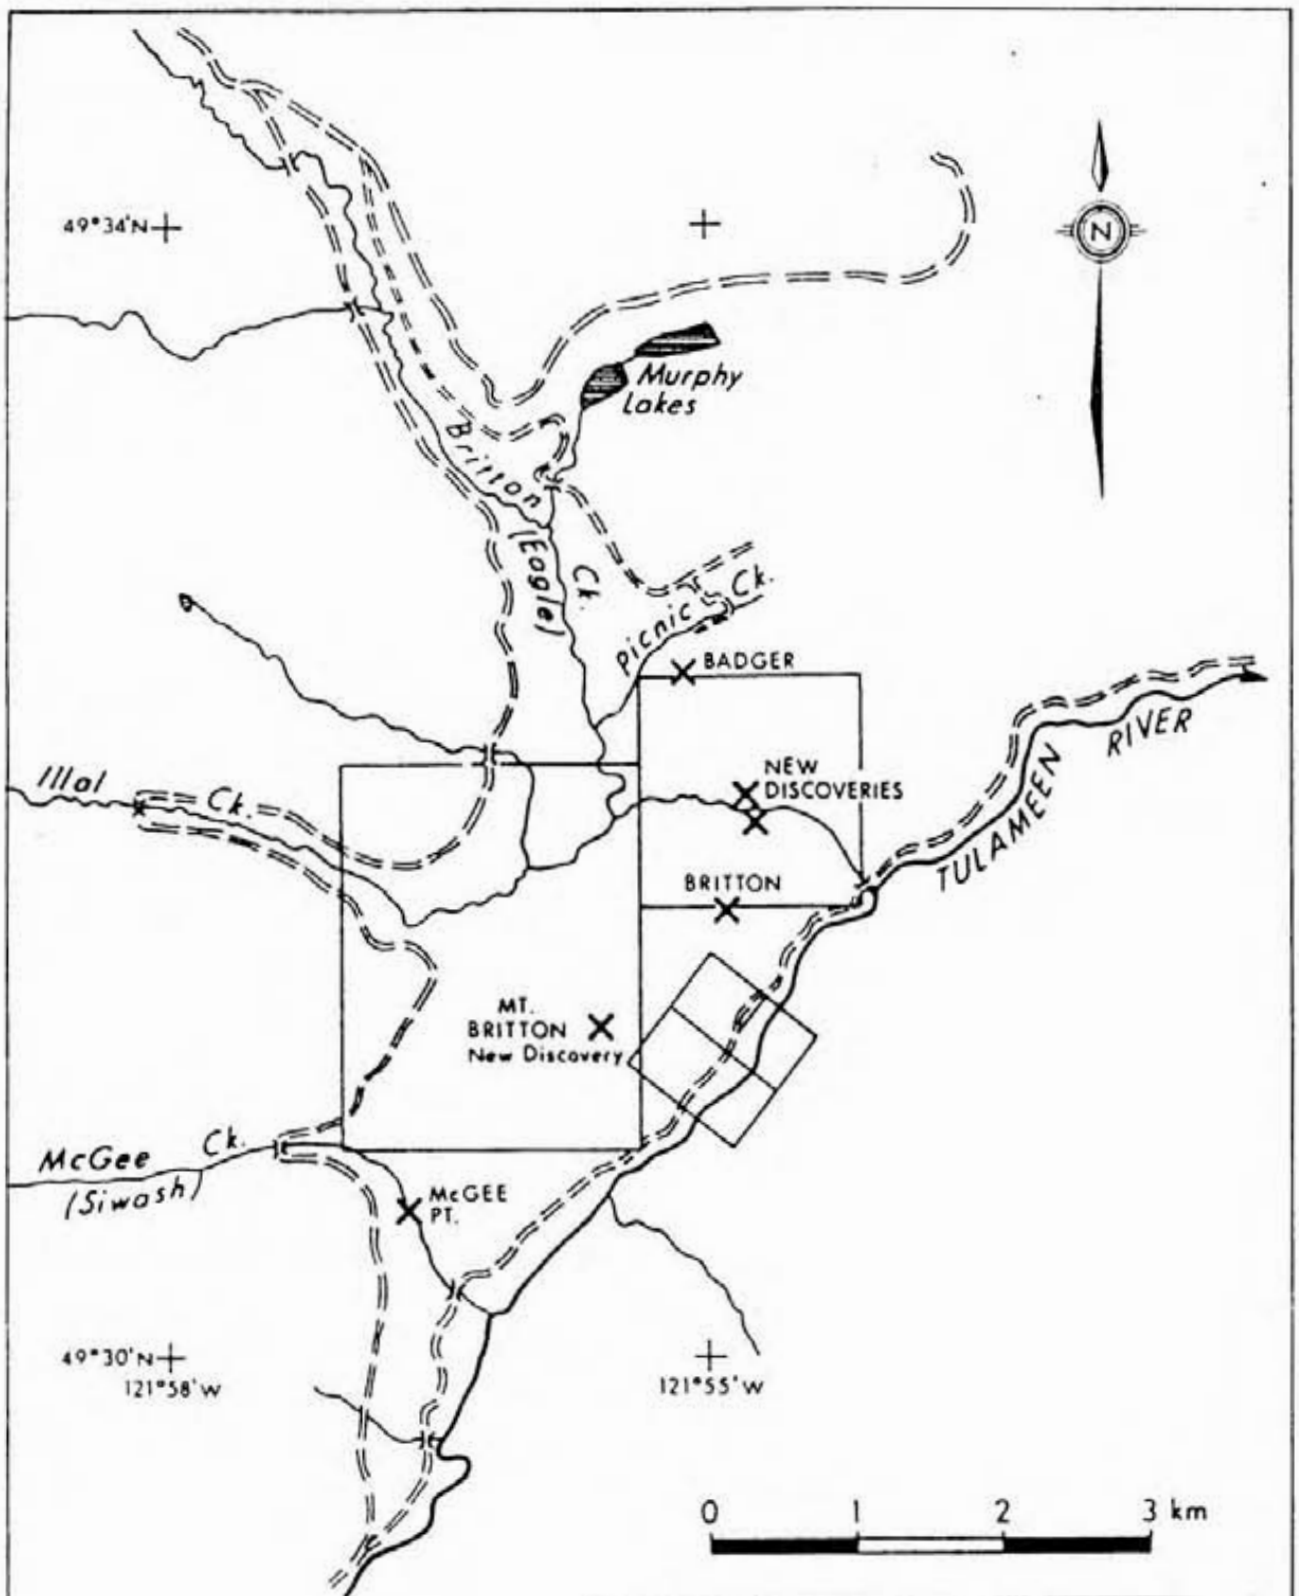 49°34'N
N
Murphy
Lakes
Britton
(Eagle)
Ck.
Picnic Ck.
BADGER
Illal Ck.
NEW
DISCOVERIES
RIVER
TULAMEEN
BRITTON
MT.
BRITTON
New Discovery
McGee Ck.
(Siwash)
McGEE
PT.
49°30'N
121°58'W
121°55'W
0 1 2 3 km